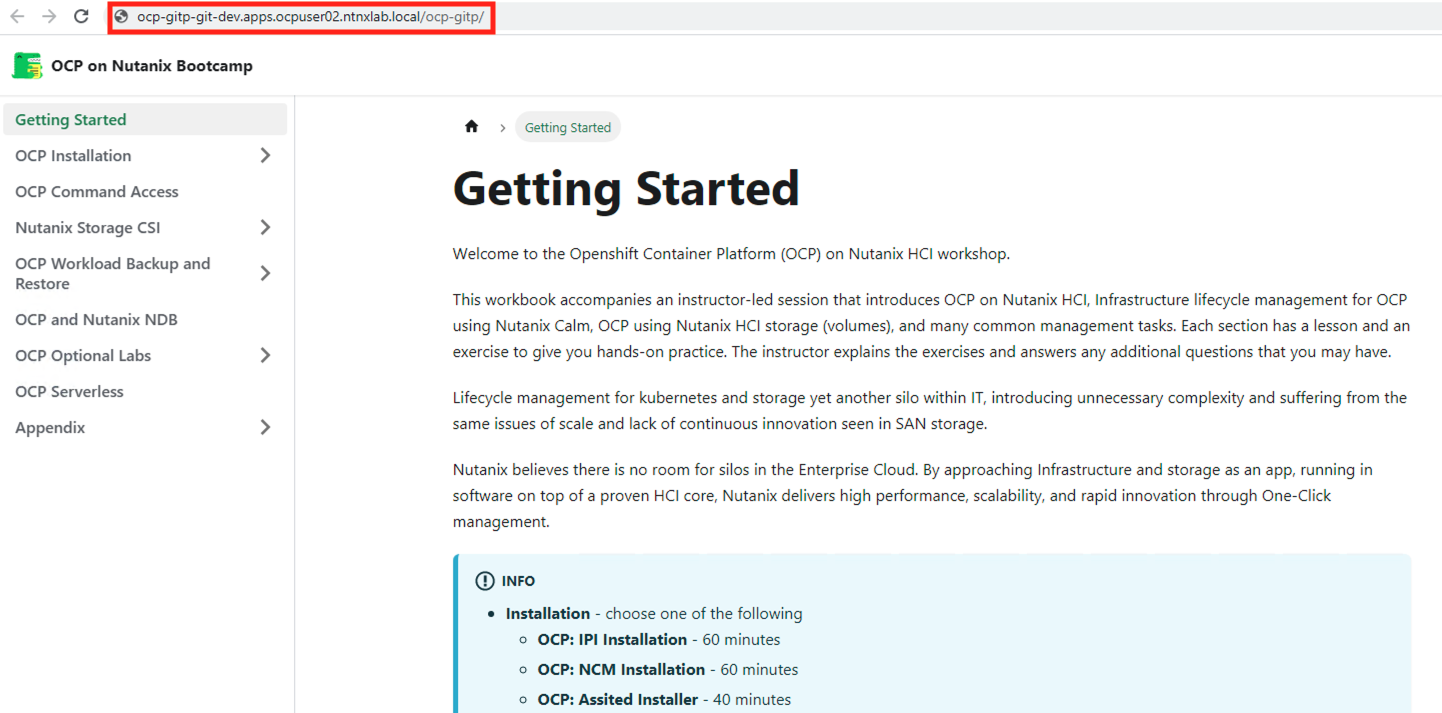 ocp-gitp-git-dev.apps.ocpuser02.ntnxlab.local/ocp-gitp/
OCP on Nutanix Bootcamp
Getting Started
OCP Installation
OCP Command Access
Nutanix Storage CSI
OCP Workload Backup and
Restore
OCP and Nutanix NDB
OCP Optional Labs
OCP Serverless
Appendix
Getting Started
Getting Started
Welcome to the Openshift Container Platform (OCP) on Nutanix HCI workshop.
This workbook accompanies an instructor-led session that introduces OCP on Nutanix HCI, Infrastructure lifecycle management for OCP
using Nutanix Calm, OCP using Nutanix HCI storage (volumes), and many common management tasks. Each section has a lesson and an
exercise to give you hands-on practice. The instructor explains the exercises and answers any additional questions that you may have.
Lifecycle management for kubernetes and storage yet another silo within IT, introducing unnecessary complexity and suffering from the
same issues of scale and lack of continuous innovation seen in SAN storage.
Nutanix believes there is no room for silos in the Enterprise Cloud. By approaching Infrastructure and storage as an app, running in
software on top of a proven HCI core, Nutanix delivers high performance, scalability, and rapid innovation through One-Click
management.
INFO
• Installation - choose one of the following
◦ OCP: IPI Installation - 60 minutes
◦ OCP: NCM Installation - 60 minutes
◦ OCP: Assited Installer - 40 minutes